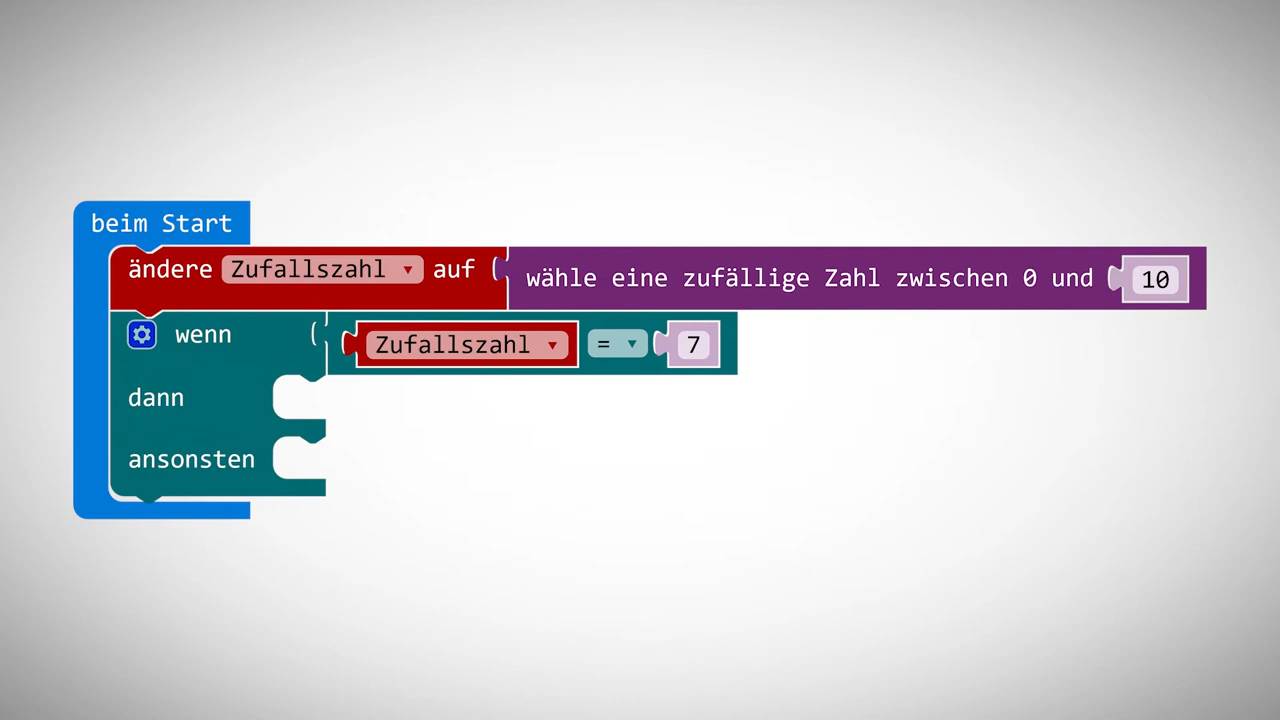 beim Start
ändere Zufallszahl auf wähle eine zufällige Zahl zwischen 0 und 10
wenn Zufallszahl = 7
dann
ansonsten